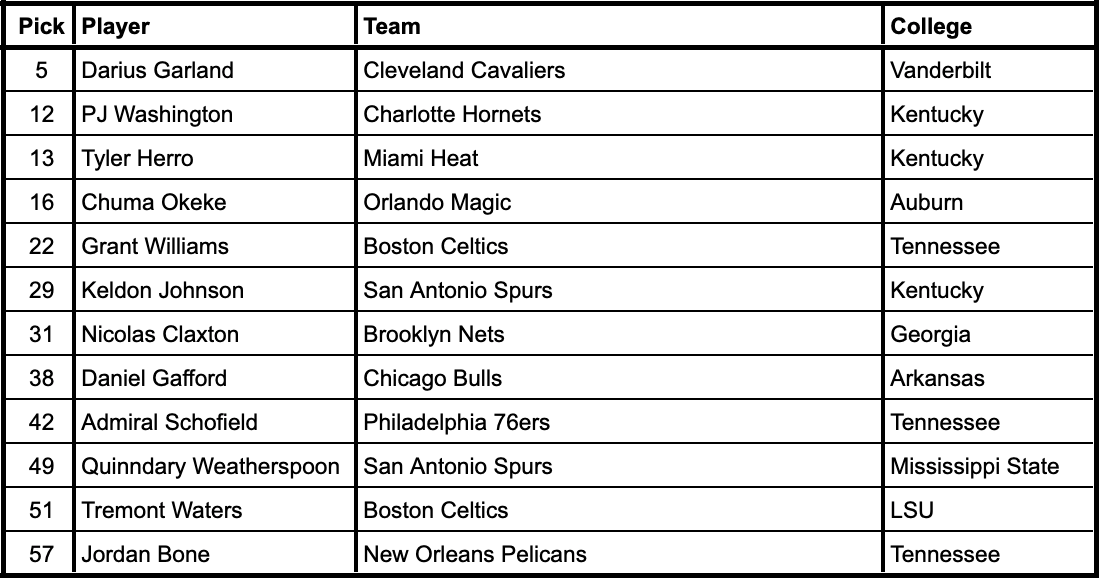 Pick Player Team College
5 Darius Garland Cleveland Cavaliers Vanderbilt
12 PJ Washington Charlotte Hornets Kentucky
13 Tyler Herro Miami Heat Kentucky
16 Chuma Okeke Orlando Magic Auburn
22 Grant Williams Boston Celtics Tennessee
29 Keldon Johnson San Antonio Spurs Kentucky
31 Nicolas Claxton Brooklyn Nets Georgia
38 Daniel Gafford Chicago Bulls Arkansas
42 Admiral Schofield Philadelphia 76ers Tennessee
49 Quinndary Weatherspoon San Antonio Spurs Mississippi State
51 Tremont Waters Boston Celtics LSU
57 Jordan Bone New Orleans Pelicans Tennessee